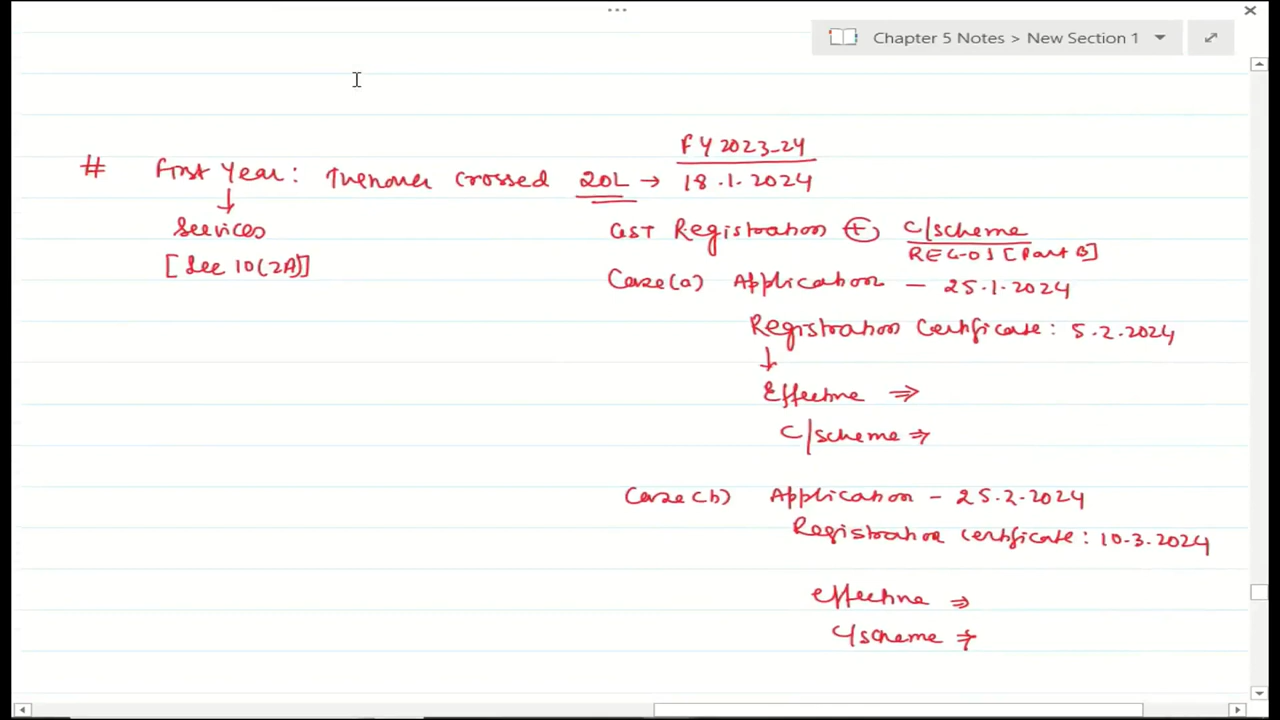 Chapter 5 Notes > New Section 1
FY 2023-24
# First Year : Turnover crossed 20L → 18.1.2024
↓
Services
[Sec 10(2A)]
GST Registration ⊕ C/scheme
REG-01 [Part B]
Case(a) Application – 25.1.2024
Registration Certificate : 5.2.2024
↓
Effective ⇒
C/scheme ⇒
Case(b) Application – 25.2.2024
Registration certificate : 10.3.2024
effective ⇒
C/scheme ⇒